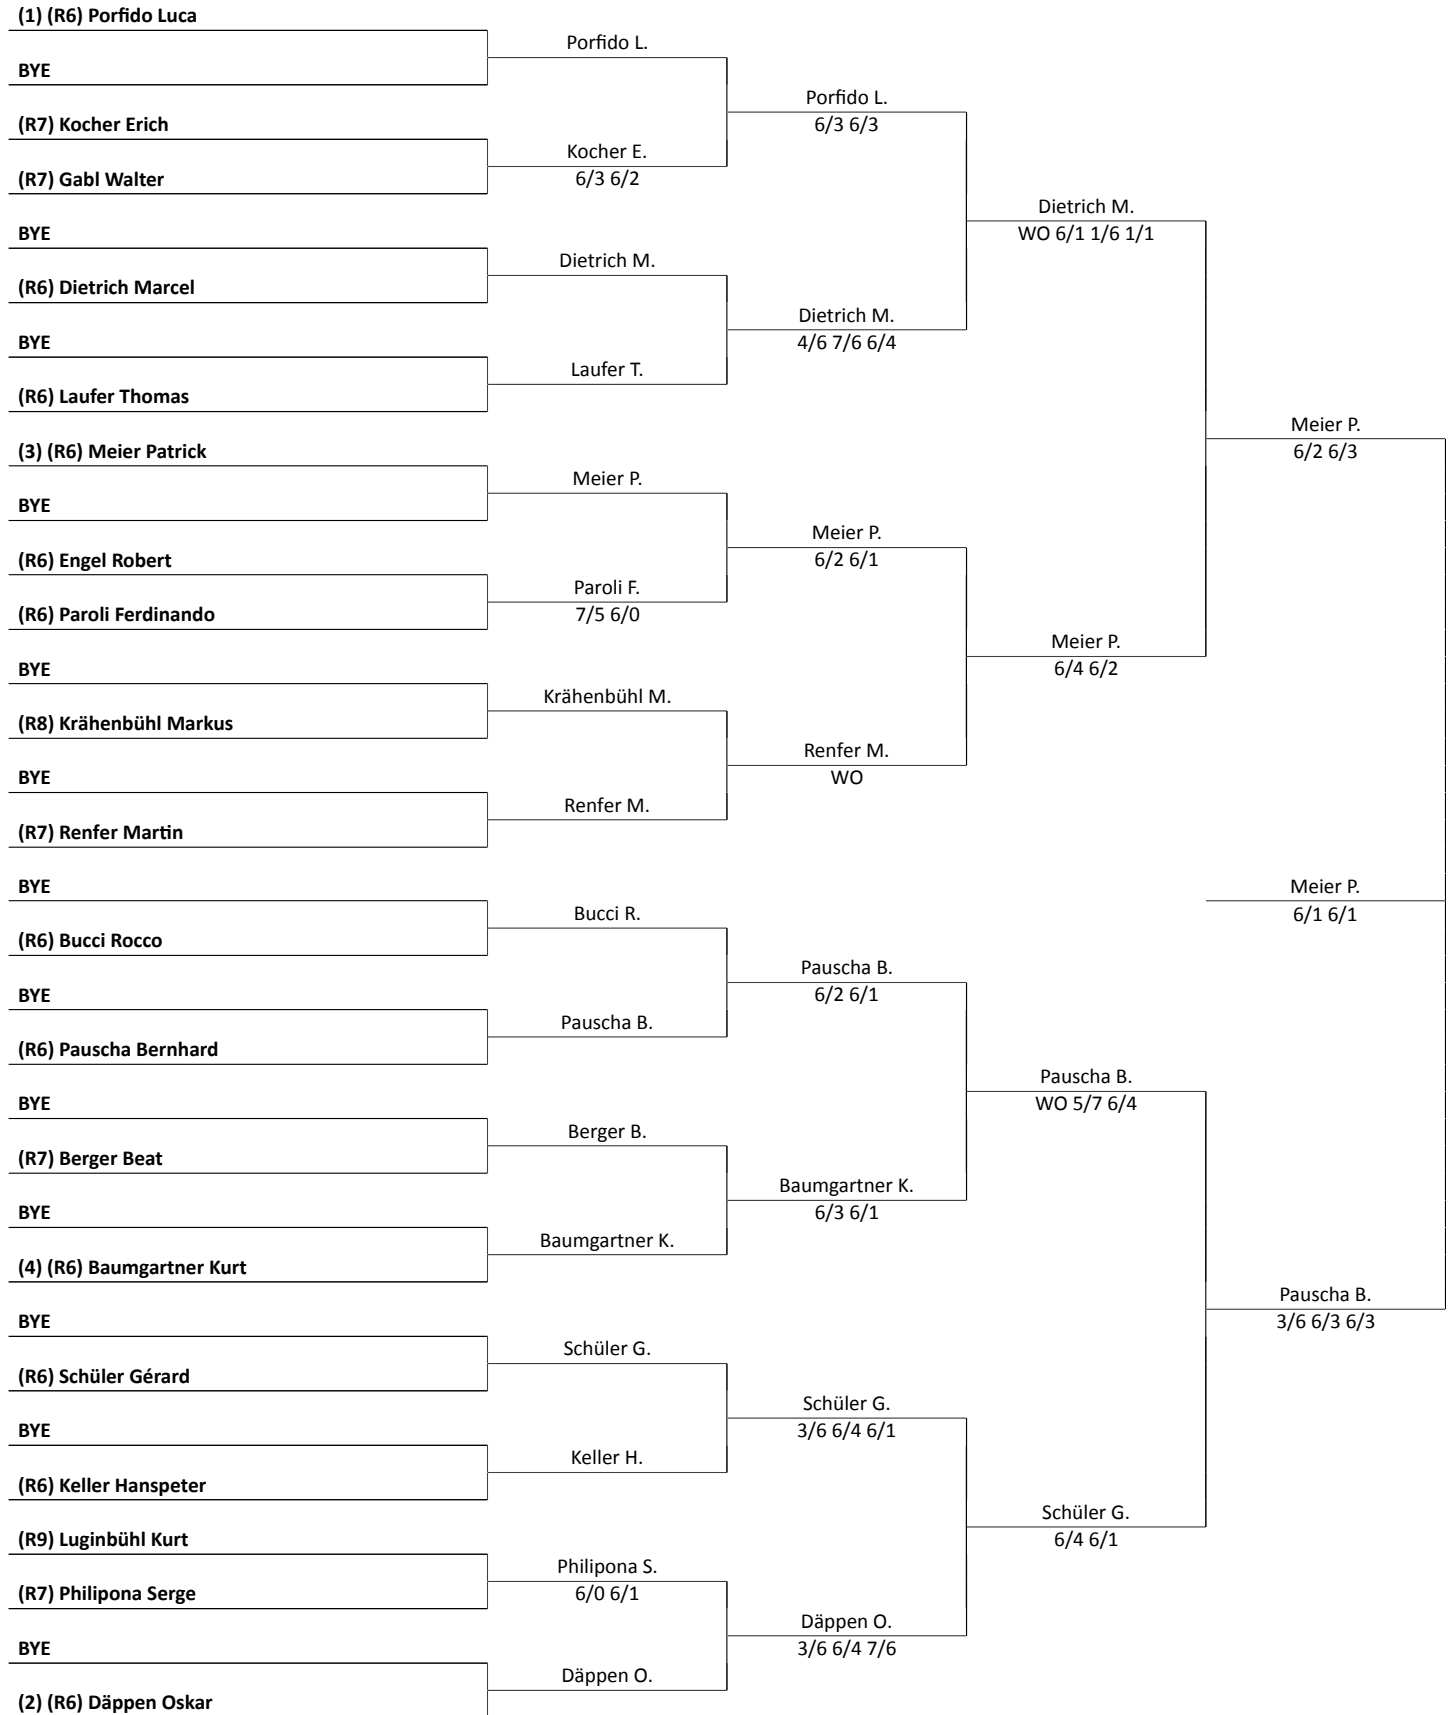 (1) (R6) Porfido Luca
Porfido L.
BYE
Porfido L.
6/3 6/3
(R7) Kocher Erich
Kocher E.
6/3 6/2
(R7) Gabl Walter
Dietrich M.
WO 6/1 1/6 1/1
BYE
Dietrich M.
(R6) Dietrich Marcel
Dietrich M.
4/6 7/6 6/4
BYE
Laufer T.
(R6) Laufer Thomas
Meier P.
6/2 6/3
(3) (R6) Meier Patrick
Meier P.
BYE
Meier P.
6/2 6/1
(R6) Engel Robert
Paroli F.
7/5 6/0
(R6) Paroli Ferdinando
Meier P.
6/4 6/2
BYE
Krähenbühl M.
(R8) Krähenbühl Markus
Renfer M.
WO
BYE
Renfer M.
(R7) Renfer Martin
BYE
Meier P.
6/1 6/1
Bucci R.
(R6) Bucci Rocco
Pauscha B.
6/2 6/1
BYE
Pauscha B.
(R6) Pauscha Bernhard
Pauscha B.
WO 5/7 6/4
BYE
Berger B.
(R7) Berger Beat
Baumgartner K.
6/3 6/1
BYE
Baumgartner K.
(4) (R6) Baumgartner Kurt
Pauscha B.
3/6 6/3 6/3
BYE
Schüler G.
(R6) Schüler Gérard
Schüler G.
3/6 6/4 6/1
BYE
Keller H.
(R6) Keller Hanspeter
Schüler G.
6/4 6/1
(R9) Luginbühl Kurt
Philipona S.
6/0 6/1
(R7) Philipona Serge
Däppen O.
3/6 6/4 7/6
BYE
Däppen O.
(2) (R6) Däppen Oskar